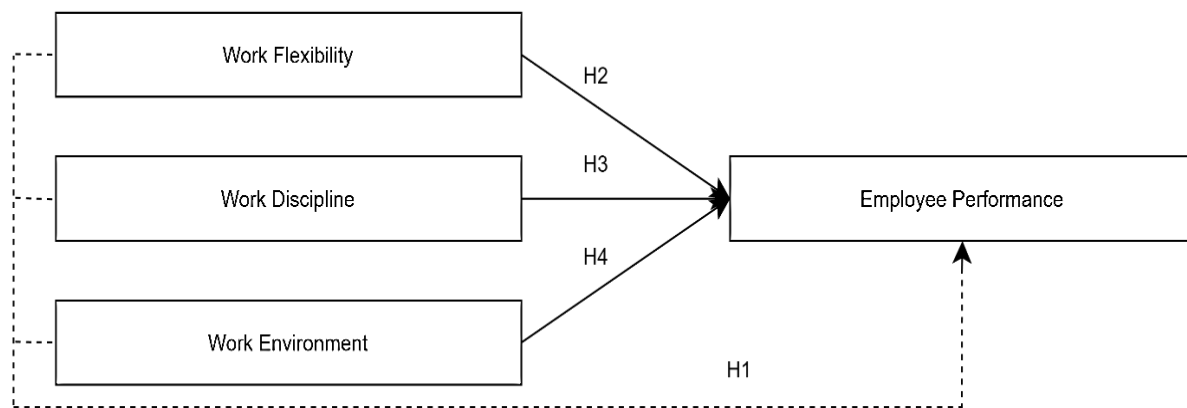 Work Flexibility
H2
H3
Work Discipline
Employee Performance
H4
Work Environment
H1